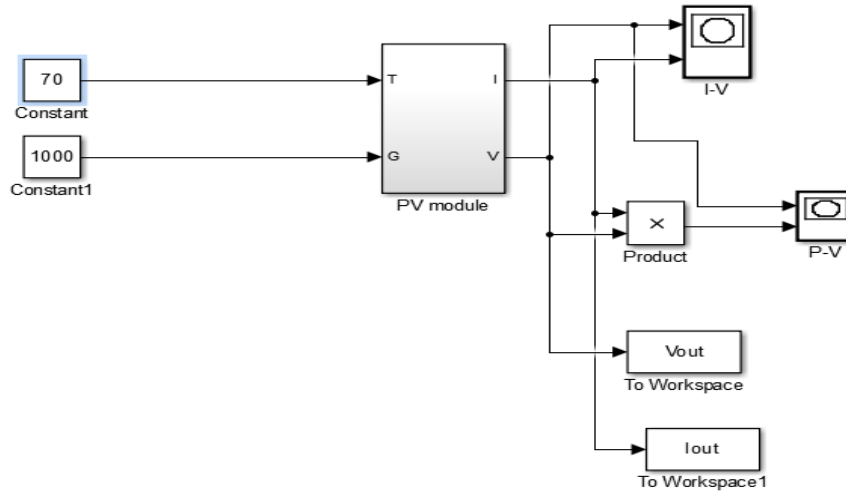 70
Constant
1000
Constant1
T
I
G
V
PV module
I-V
×
Product
P-V
Vout
To Workspace
Iout
To Workspace1